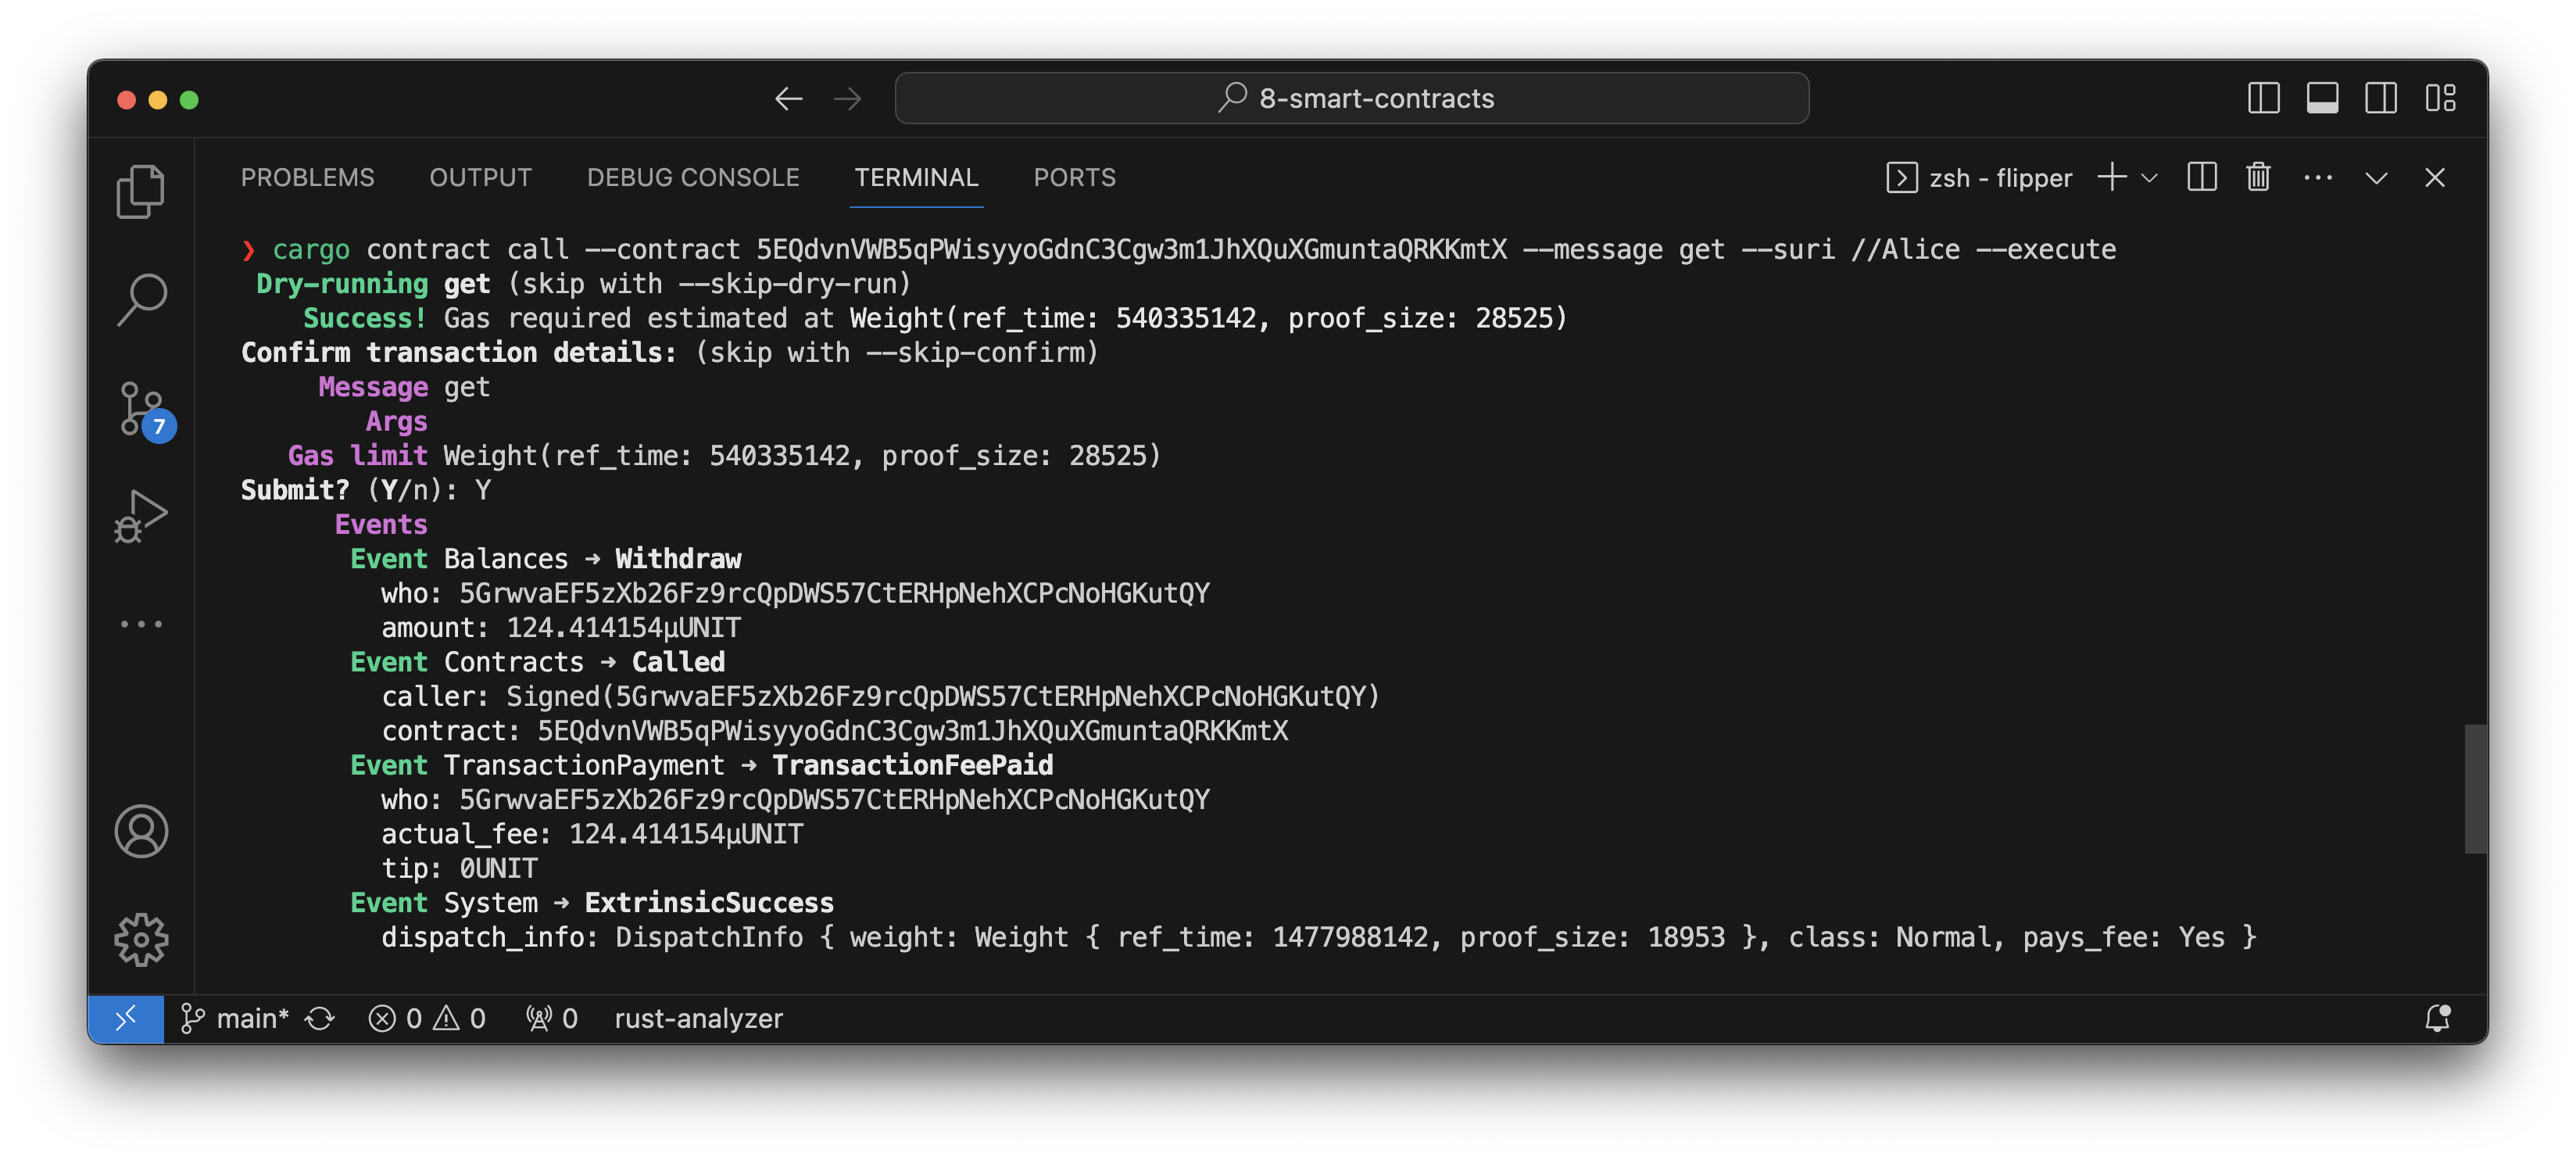 8-smart-contracts
PROBLEMS OUTPUT DEBUG CONSOLE TERMINAL PORTS zsh - flipper
❯ cargo contract call --contract 5EQdvnVWB5qPWisyyoGdnC3Cgw3m1JhXQuXGmuntaQRKKmtX --message get --suri //Alice --execute
Dry-running get (skip with --skip-dry-run)
Success! Gas required estimated at Weight(ref_time: 540335142, proof_size: 28525)
Confirm transaction details: (skip with --skip-confirm)
Message get
Args
Gas limit Weight(ref_time: 540335142, proof_size: 28525)
Submit? (Y/n): Y
Events
Event Balances ➜ Withdraw
who: 5GrwvaEF5zXb26Fz9rcQpDWS57CtERHpNehXCPcNoHGKutQY
amount: 124.414154µUNIT
Event Contracts ➜ Called
caller: Signed(5GrwvaEF5zXb26Fz9rcQpDWS57CtERHpNehXCPcNoHGKutQY)
contract: 5EQdvnVWB5qPWisyyoGdnC3Cgw3m1JhXQuXGmuntaQRKKmtX
Event TransactionPayment ➜ TransactionFeePaid
who: 5GrwvaEF5zXb26Fz9rcQpDWS57CtERHpNehXCPcNoHGKutQY
actual_fee: 124.414154µUNIT
tip: 0UNIT
Event System ➜ ExtrinsicSuccess
dispatch_info: DispatchInfo { weight: Weight { ref_time: 1477988142, proof_size: 18953 }, class: Normal, pays_fee: Yes }
7
main* 0 0 0 rust-analyzer